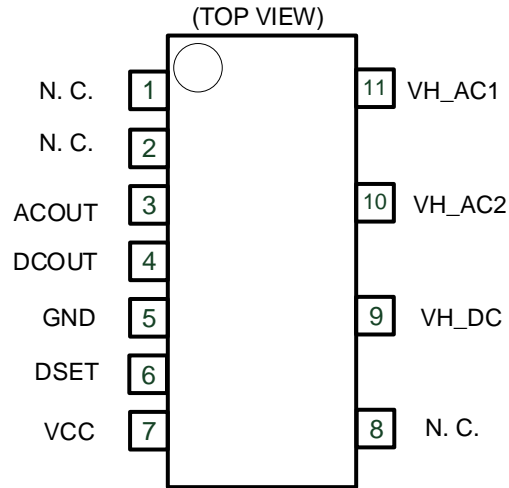 (TOP VIEW)
N. C. 1
N. C. 2
ACOUT 3
DCOUT 4
GND 5
DSET 6
VCC 7
11 VH_AC1
10 VH_AC2
9 VH_DC
8 N. C.